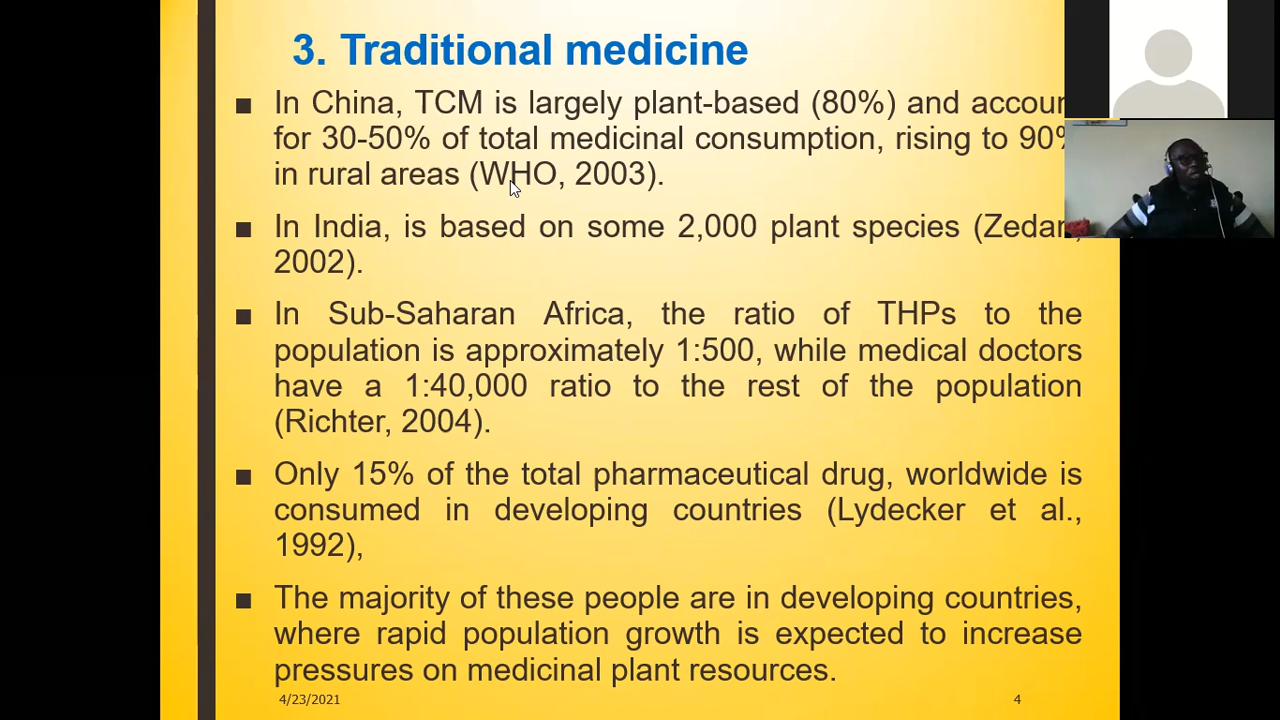 3. Traditional medicine
■ In China, TCM is largely plant-based (80%) and accoun
for 30-50% of total medicinal consumption, rising to 90%
in rural areas (WHO, 2003).
■ In India, is based on some 2,000 plant species (Zedan,
2002).
■ In Sub-Saharan Africa, the ratio of THPs to the
population is approximately 1:500, while medical doctors
have a 1:40,000 ratio to the rest of the population
(Richter, 2004).
■ Only 15% of the total pharmaceutical drug, worldwide is
consumed in developing countries (Lydecker et al.,
1992),
■ The majority of these people are in developing countries,
where rapid population growth is expected to increase
pressures on medicinal plant resources.
4/23/2021
4